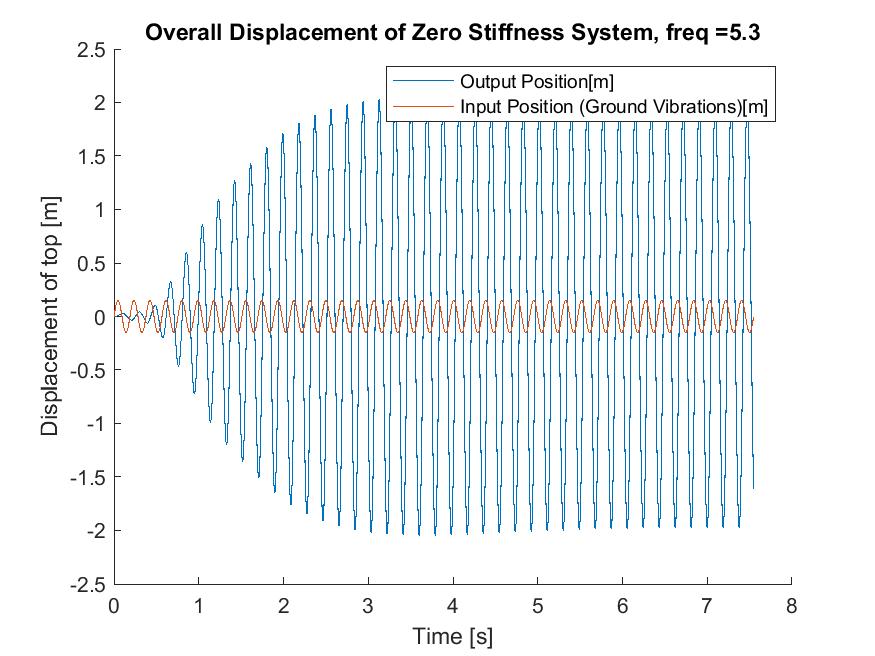 Overall Displacement of Zero Stiffness System, freq =5.3
Output Position[m]
Input Position (Ground Vibrations)[m]
Displacement of top [m]
2.5
2
1.5
1
0.5
0
-0.5
-1
-1.5
-2
-2.5
0 1 2 3 4 5 6 7 8
Time [s]